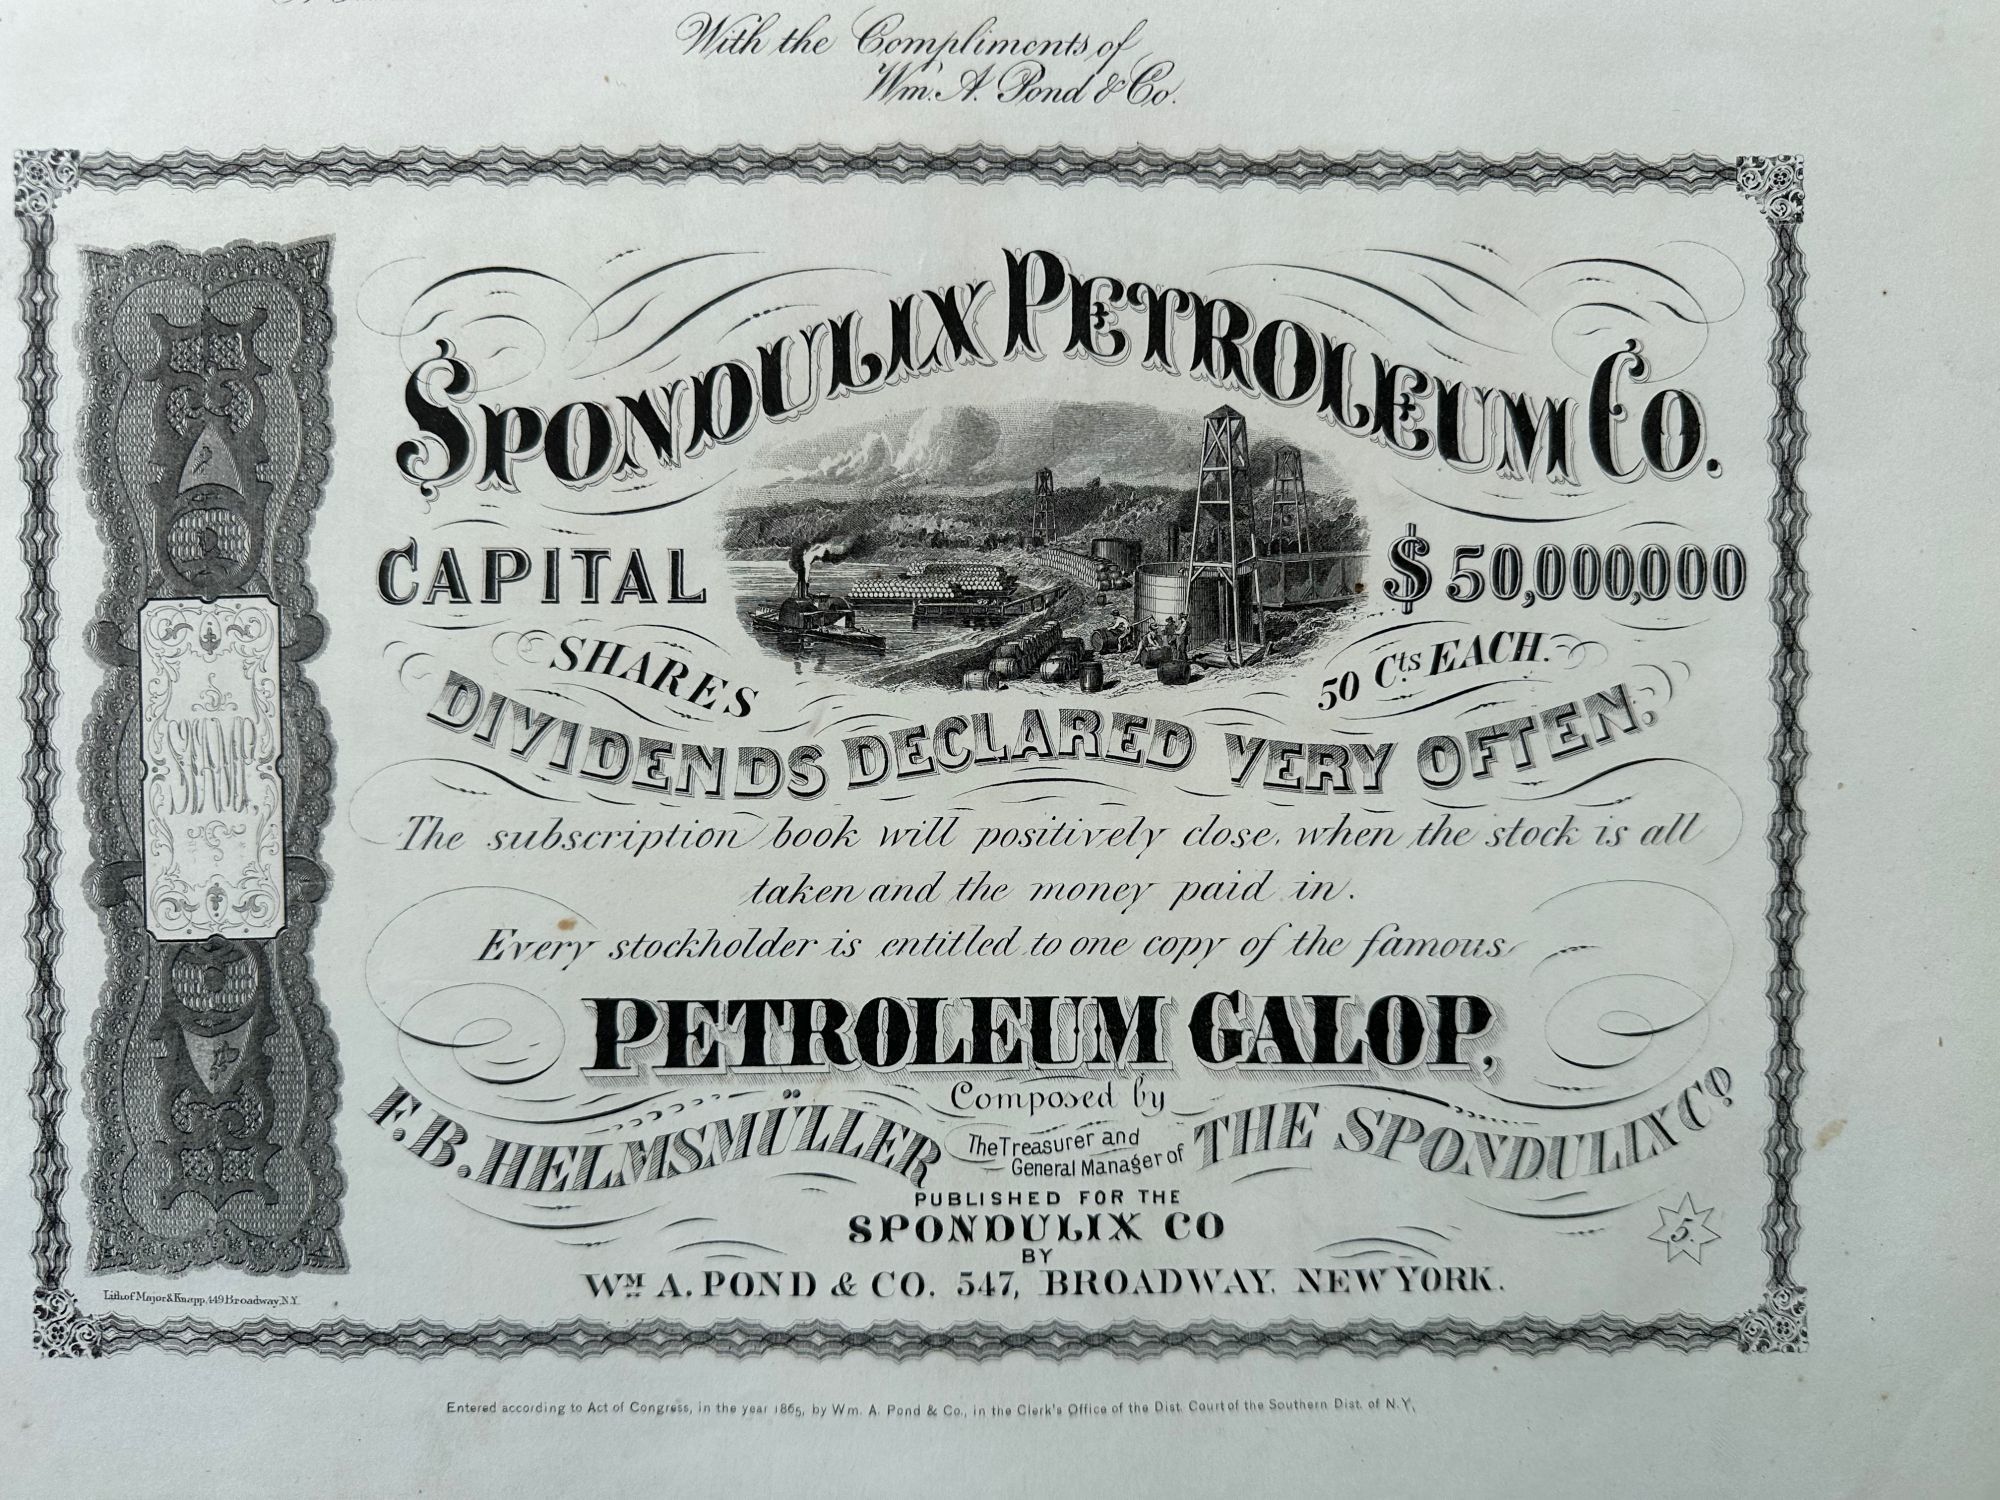 With the Compliments of
Wm. A. Pond & Co.
SPONDULIX PETROLEUM CO.
CAPITAL $ 50,000,000
SHARES 50 Cts EACH.
DIVIDENDS DECLARED VERY OFTEN.
The subscription book will positively close, when the stock is all
taken and the money paid in.
Every stockholder is entitled to one copy of the famous
PETROLEUM GALOP,
Composed by
F. B. HELMSMÜLLER The Treasurer and General Manager of THE SPONDULIX Co.
PUBLISHED FOR THE
SPONDULIX CO
BY
WM A. POND & CO. 547, BROADWAY, NEW YORK.
5.
STAMP.
Lith. of Major & Knapp, 449 Broadway, N.Y.
Entered according to Act of Congress, in the year 1865, by Wm. A. Pond & Co., in the Clerk's Office of the Dist. Court of the Southern Dist. of N.Y.